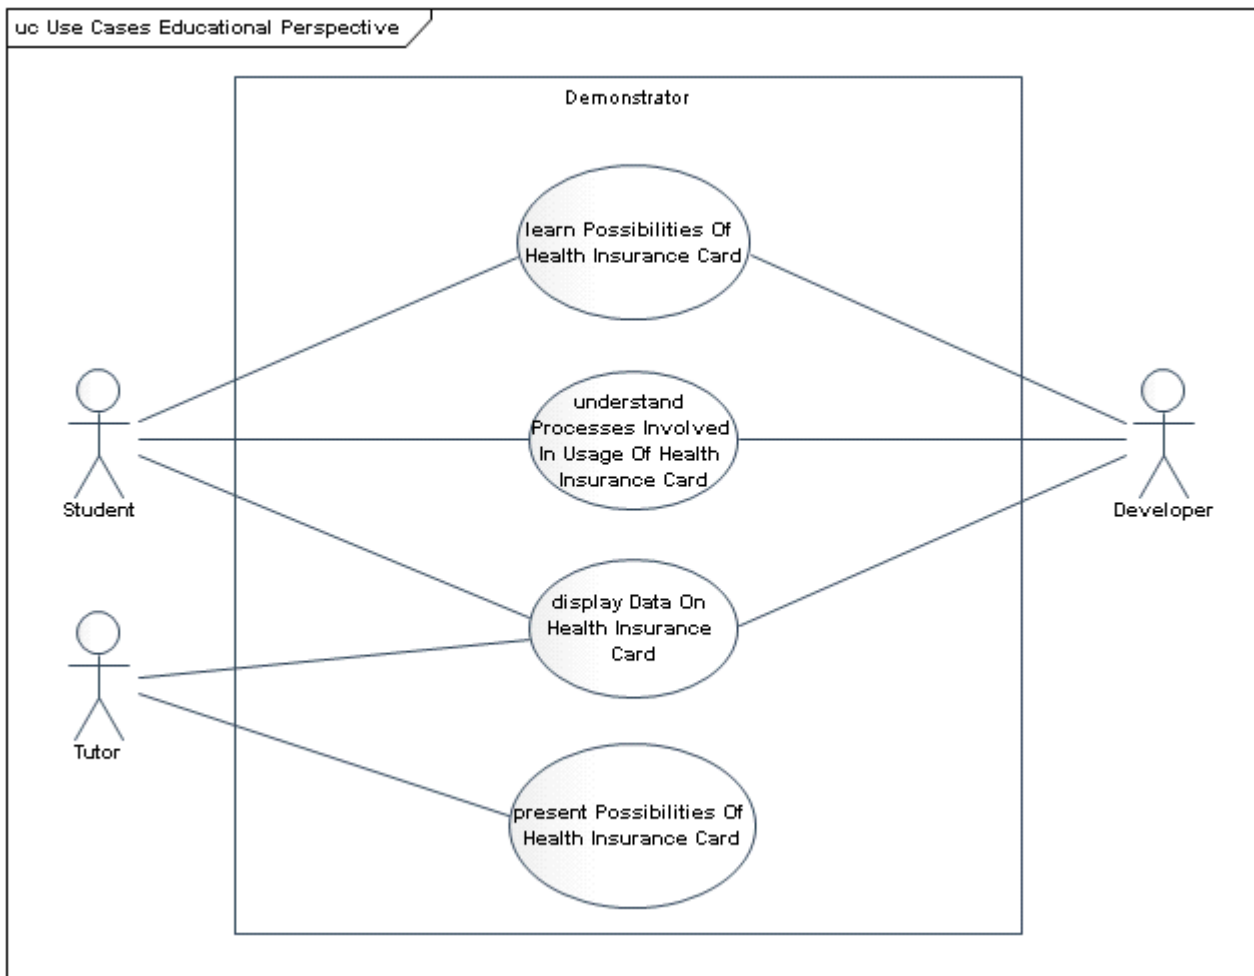 uc Use Cases Educational Perspective
Demonstrator
learn Possibilities Of
Health Insurance Card
understand
Processes Involved
In Usage Of Health
Insurance Card
Student
Developer
display Data On
Health Insurance
Card
Tutor
present Possibilities Of
Health Insurance Card